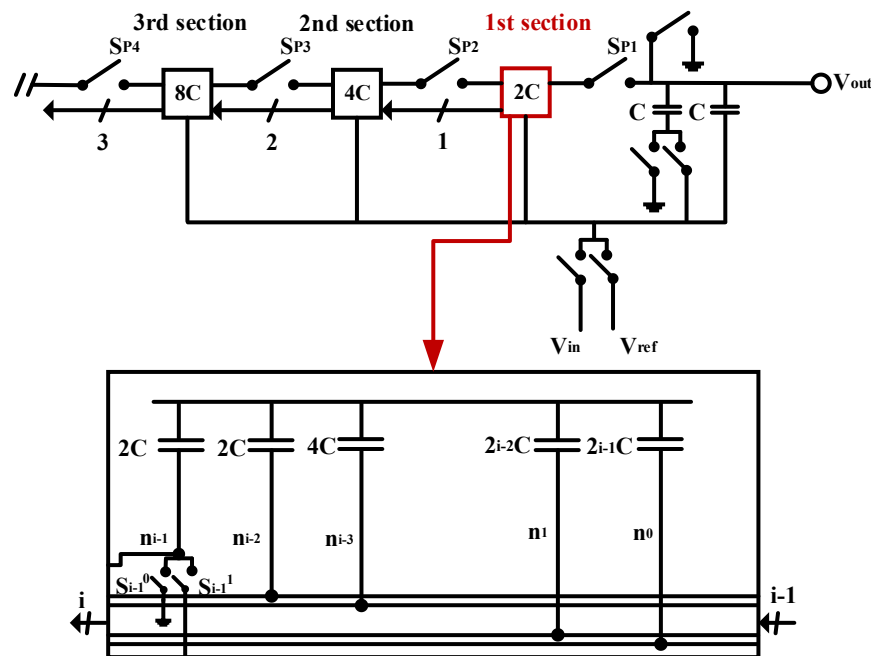 3rd section 2nd section 1st section
SP4 SP3 SP2 SP1
8C 4C 2C C C Vout
3 2 1
Vin Vref
2C 2C 4C 2i-2C 2i-1C
ni-1 ni-2 ni-3 n1 n0
Si-1⁰ Si-1¹
i i-1